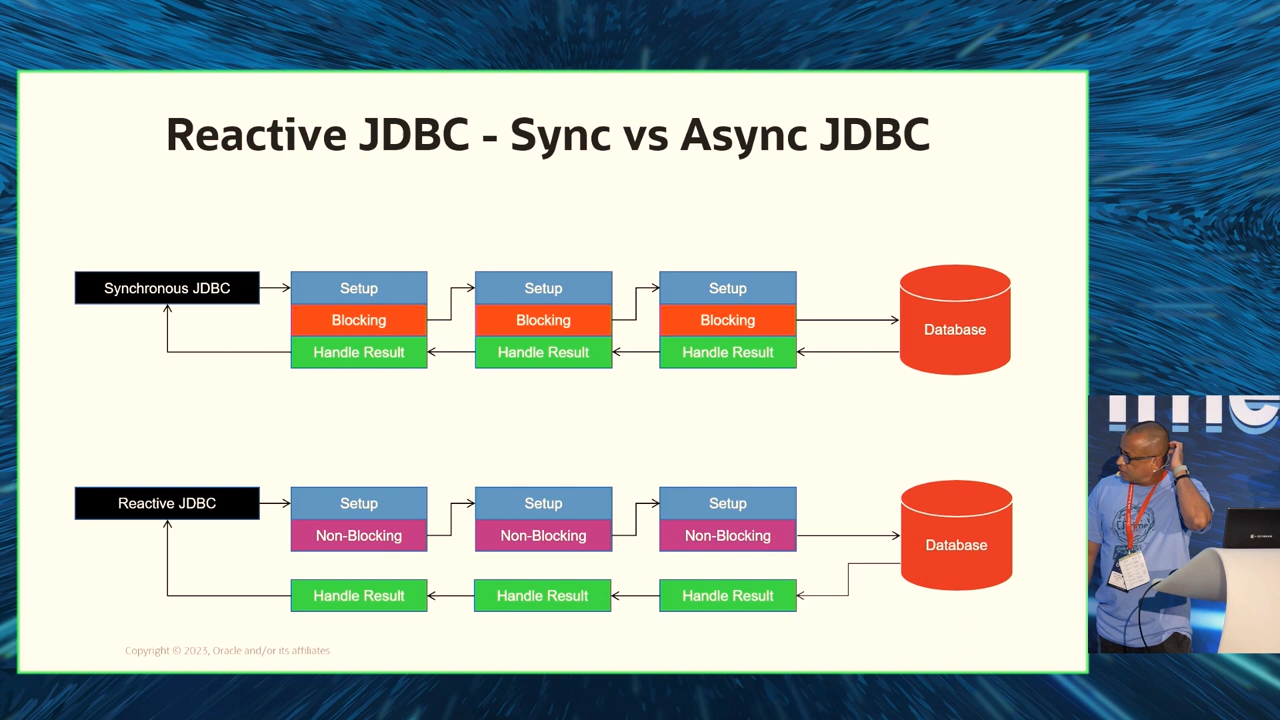 Reactive JDBC - Sync vs Async JDBC
Synchronous JDBC
Setup
Setup
Setup
Blocking
Blocking
Blocking
Handle Result
Handle Result
Handle Result
Database
Reactive JDBC
Setup
Setup
Setup
Non-Blocking
Non-Blocking
Non-Blocking
Database
Handle Result
Handle Result
Handle Result
Copyright © 2023, Oracle and/or its affiliates